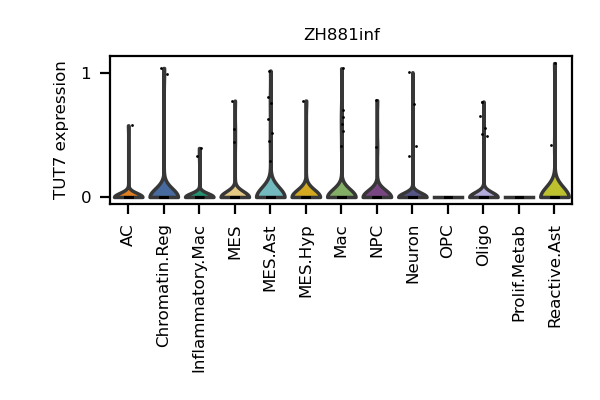 ZH881inf
TUT7 expression
1
0
AC
Chromatin.Reg
Inflammatory.Mac
MES
MES.Ast
MES.Hyp
Mac
NPC
Neuron
OPC
Oligo
Prolif.Metab
Reactive.Ast